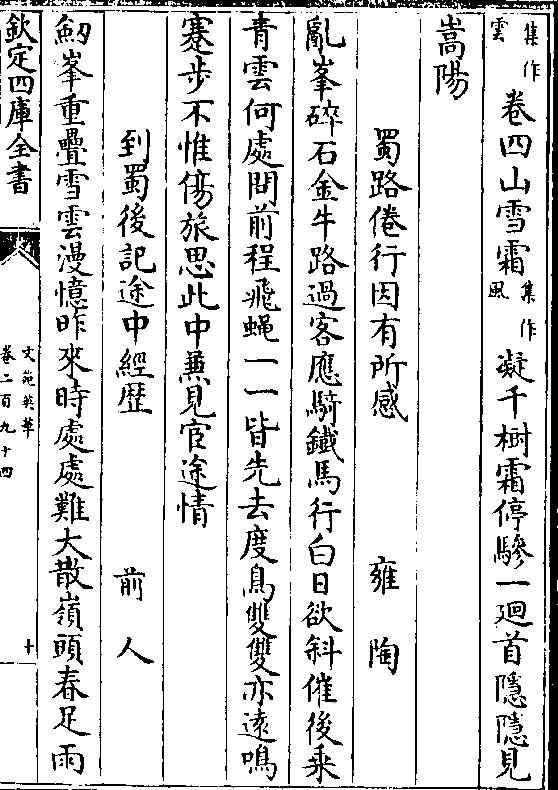 集作雲卷四山雪霜集作風凝千樹霜停驂一廻首隱隱見
嵩陽
蜀路倦行因有所感 雍陶
亂峯碎石金牛路過客應騎鐵馬行白日欲斜催後乘
青雲何處問前程飛蝇一一皆先去度鳥雙雙亦遠鳴
蹇步不惟傷旅思此中兼見宦途情
到蜀後記途中經歴 前人
劒峯重疊雪雲漫憶昨來時處處難大散嶺頭春足雨
欽定四庫全書
文苑英華
卷二百九十四
十